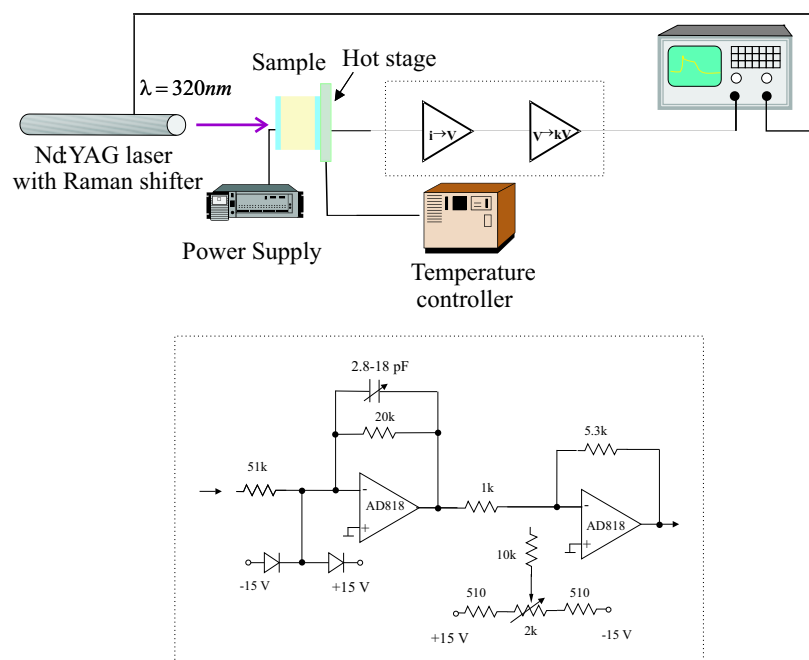 Sample
Hot stage
λ = 320nm
i→V
V→kV
Nd:YAG laser
with Raman shifter
Power Supply
Temperature
controller
2.8-18 pF
20k
5.3k
51k
1k
-
AD818
+
-
AD818
+
10k
-15 V
+15 V
510
510
+15 V
2k
-15 V